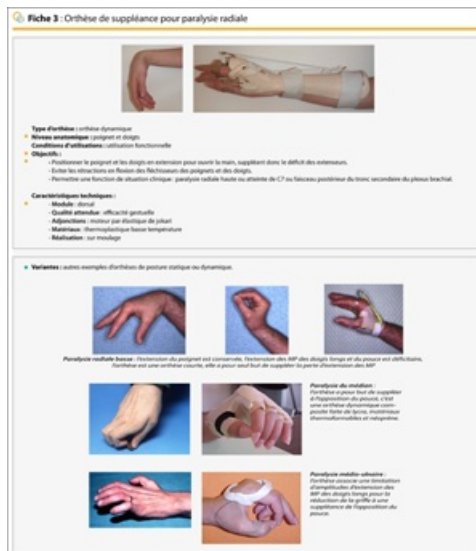 Fiche 3 : Orthèse de suppléance pour paralysie radiale
Type d'orthèse : orthèse dynamique
Niveau anatomique : poignet et doigts
Conditions d'utilisations : utilisation fonctionnelle
Objectifs :
- Positionner le poignet et les doigts en extension pour ouvrir la main, suppléant donc le déficit des extenseurs.
- Eviter les rétractions en flexion des fléchisseurs du poignet et des doigts.
- Permettre une fonction de situation clinique : paralysie radiale haute ou atteinte de C7 ou faisceau postérieur du tronc secondaire du plexus brachial.
Caractéristiques techniques :
- Module : dorsal
- Qualité attendue : efficacité gestuelle
- Adjonctions : moteur par élastique de jokari
- Matériaux : thermoplastique basse température
- Réalisation : sur moulage
Variantes : autres exemples d'orthèses de posture statique ou dynamique.
Paralysie radiale basse : l'extension du poignet est conservée, l'extension des MP des doigts longs et du pouce est déficitaire,
l'orthèse est une orthèse courte, elle a pour seul but de suppléer la perte d'extension des MP
Paralysie du médian :
l'orthèse a pour but de suppléer
à l'opposition du pouce, c'est
une orthèse dynamique com-
posite faite de lycra, matériaux
thermoformables et néoprène.
Paralysie médio-ulnaire :
l'orthèse associe une limitation
d'amplitudes d'extension des
MP des doigts longs pour la
réduction de la griffe à une
suppléance de l'opposition du
pouce.